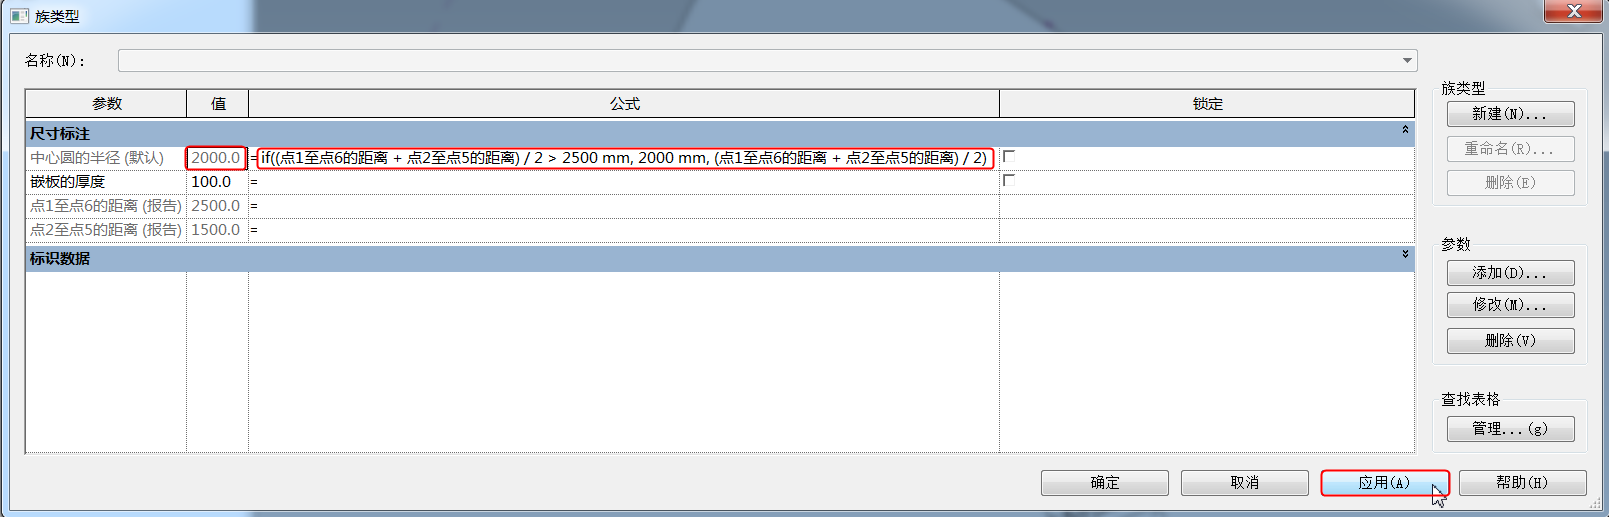 族类型
名称(N):
参数 值 公式 锁定
尺寸标注
中心圆的半径 (默认) 2000.0 = if((点1至点6的距离 + 点2至点5的距离) / 2 > 2500 mm, 2000 mm, (点1至点6的距离 + 点2至点5的距离) / 2)
嵌板的厚度 100.0 =
点1至点6的距离 (报告) 2500.0 =
点2至点5的距离 (报告) 1500.0 =
标识数据
族类型
新建(N)...
重命名(R)...
删除(E)
参数
添加(D)...
修改(M)...
删除(V)
查找表格
管理...(g)
确定 取消 应用(A) 帮助(H)